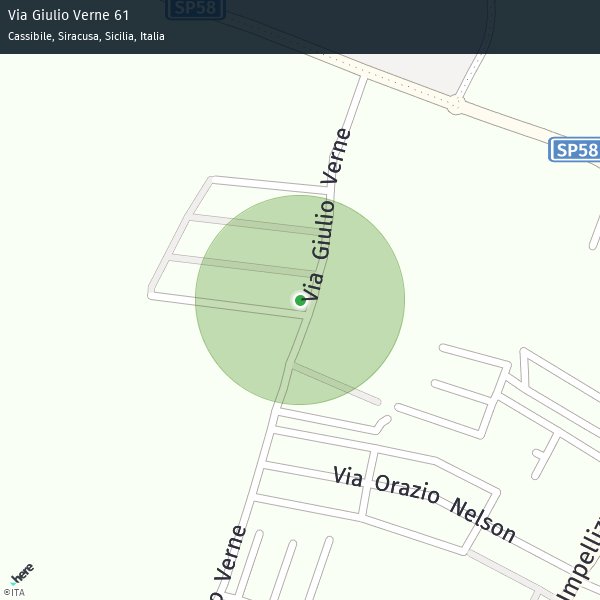 Via Giulio Verne 61
Cassibile, Siracusa, Sicilia, Italia
SP58
SP58
Via Giulio Verne
Via Orazio Nelson
o Verne
Impelliz
here
©ITA